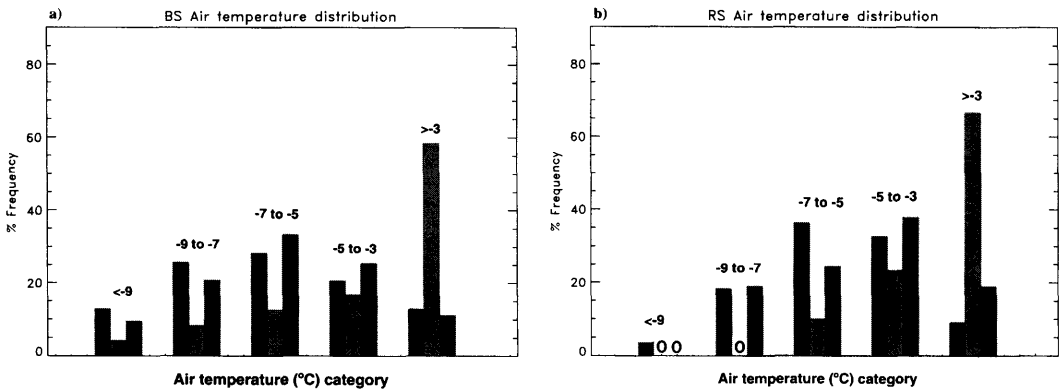 a) BS Air temperature distribution
80
60
40
20
0
% Frequency
<-9
-9 to -7
-7 to -5
-5 to -3
>-3
Air temperature (°C) category
b) RS Air temperature distribution
80
60
40
20
0
% Frequency
<-9
0 0
-9 to -7
0
-7 to -5
-5 to -3
>-3
Air temperature (°C) category